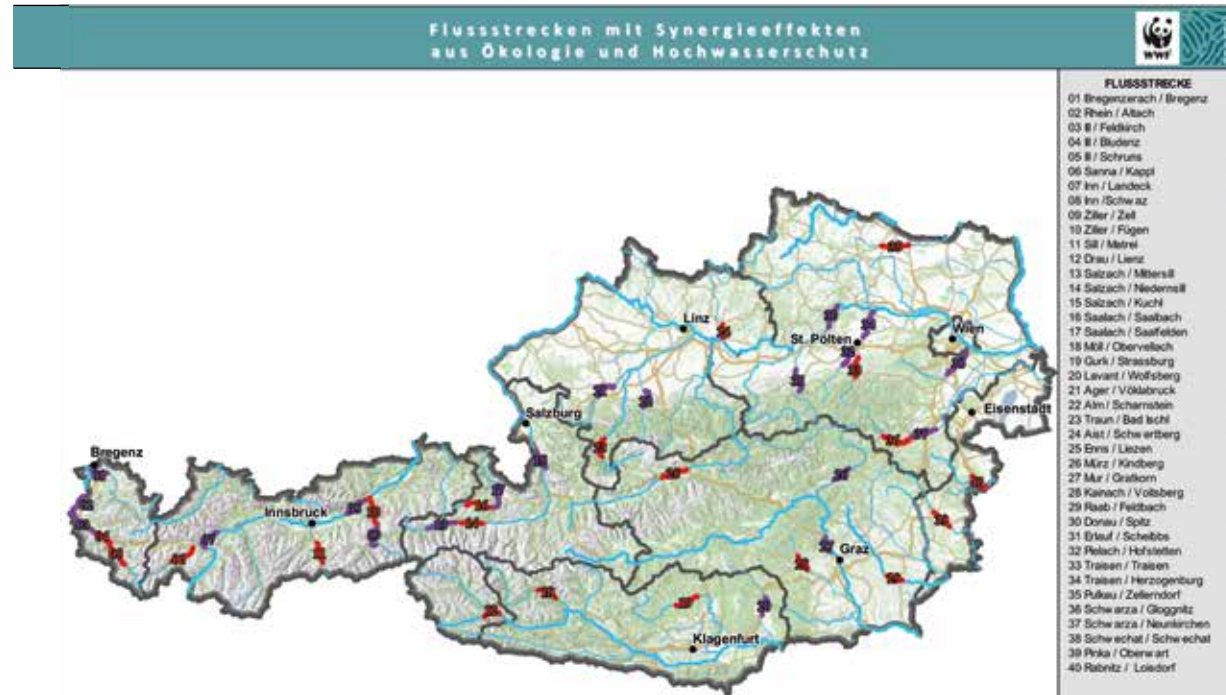 Flussstrecken mit Synergieeffekten
aus Ökologie und Hochwasserschutz
WWF
FLUSSSTRECKE
01 Bregenzerach / Bregenz
02 Rhein / Altach
03 Ill / Feldkirch
04 Ill / Bludenz
05 Ill / Schruns
06 Sanna / Kappl
07 Inn / Landeck
08 Inn /Schwaz
09 Ziller / Zell
10 Ziller / Fügen
11 Sill / Matrei
12 Drau / Lienz
13 Salzach / Mittersill
14 Salzach / Niedernsill
15 Salzach / Kuchl
16 Saalach / Saalbach
17 Saalach / Saalfelden
18 Möll / Obervellach
19 Gurk / Strassburg
20 Lavant / Wolfsberg
21 Ager / Vöklabruck
22 Alm / Scharnstein
23 Traun / Bad Ischl
24 Aist / Schwertberg
25 Enns / Liezen
26 Mürz / Kindberg
27 Mur / Gratkorn
28 Kainach / Voitsberg
29 Raab / Feldbach
30 Donau / Spitz
31 Erlauf / Scheibbs
32 Pielach / Hofstetten
33 Traisen / Traisen
34 Traisen / Herzogenburg
35 Pulkau / Zellerndorf
36 Schwarza / Gloggnitz
37 Schwarza / Neunkirchen
38 Schwechat / Schwechat
39 Pinka / Oberwart
40 Rabnitz / Loisdorf
Linz
St. Pölten
Wien
Eisenstadt
Salzburg
Bregenz
Innsbruck
Graz
Klagenfurt